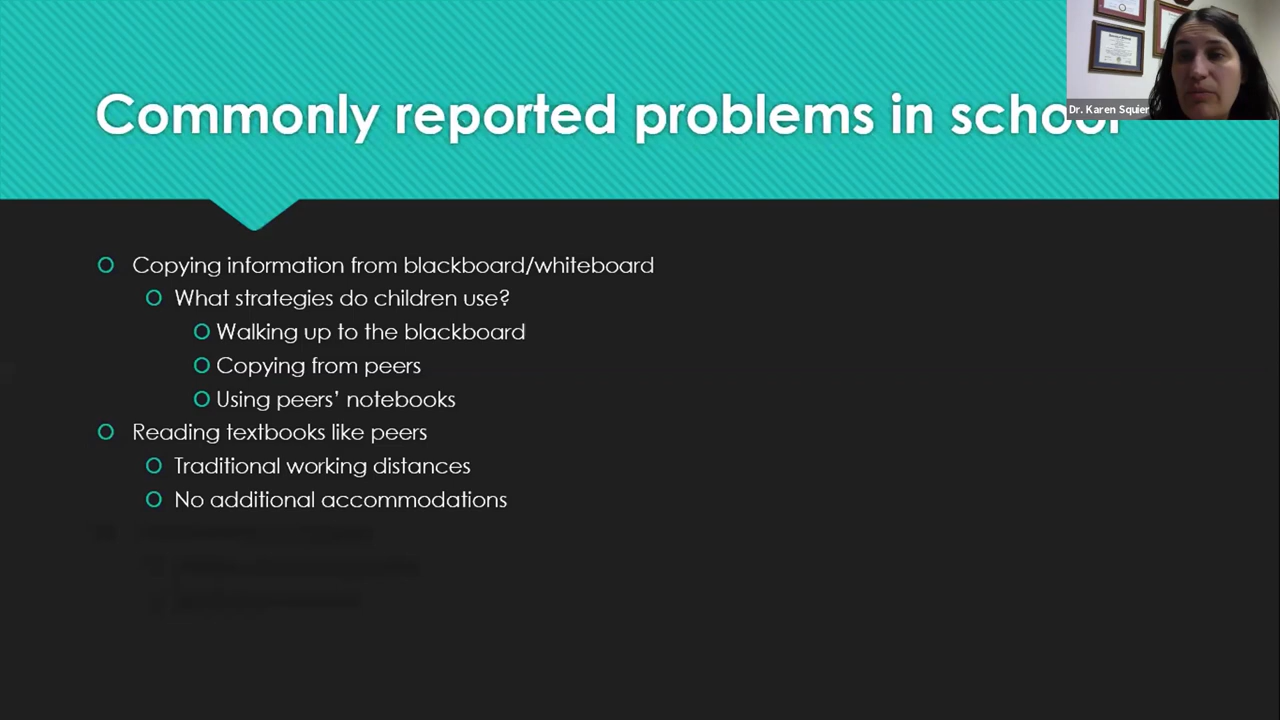 Commonly reported problems in school
Dr. Karen Squier
Copying information from blackboard/whiteboard
What strategies do children use?
Walking up to the blackboard
Copying from peers
Using peers' notebooks
Reading textbooks like peers
Traditional working distances
No additional accommodations